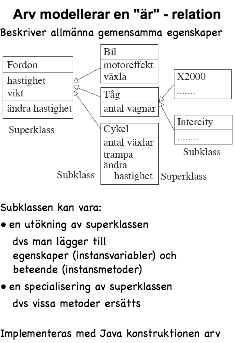 Arv modellerar en "är" - relation
Beskriver allmänna gemensamma egenskaper
Fordon
hastighet
vikt
ändra hastighet
Superklass
Bil
motoreffekt
växla
Tåg
antal vagnar
Cykel
antal växlar
trampa
ändra
hastighet
Subklass
Superklass
X2000
.......
Intercity
.........
Subklass
Subklassen kan vara:
● en utökning av superklassen
dvs man lägger till
egenskaper (instansvariabler) och
beteende (instansmetoder)
● en specialisering av superklassen
dvs vissa metoder ersätts
Implementeras med Java konstruktionen arv